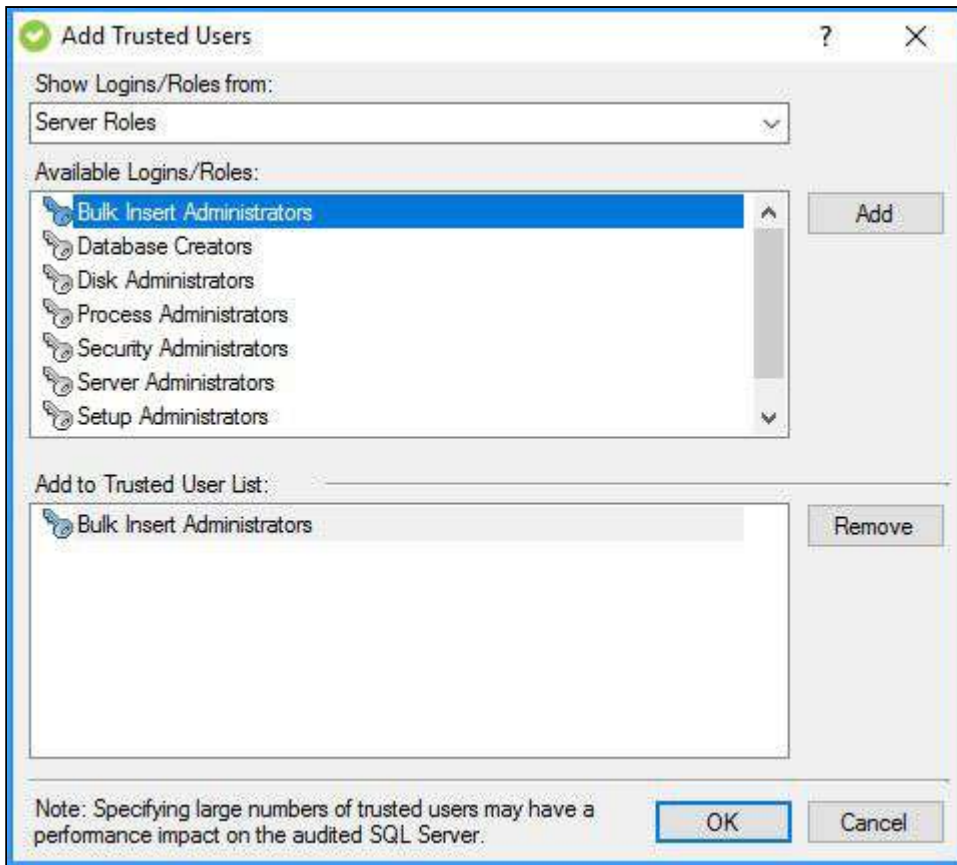 Add Trusted Users
?
Show Logins/Roles from:
Server Roles
Available Logins/Roles:
Bulk Insert Administrators
Add
Database Creators
Disk Administrators
Process Administrators
Security Administrators
Server Administrators
Setup Administrators
Add to Trusted User List:
Bulk Insert Administrators
Remove
Note: Specifying large numbers of trusted users may have a
performance impact on the audited SQL Server.
OK
Cancel